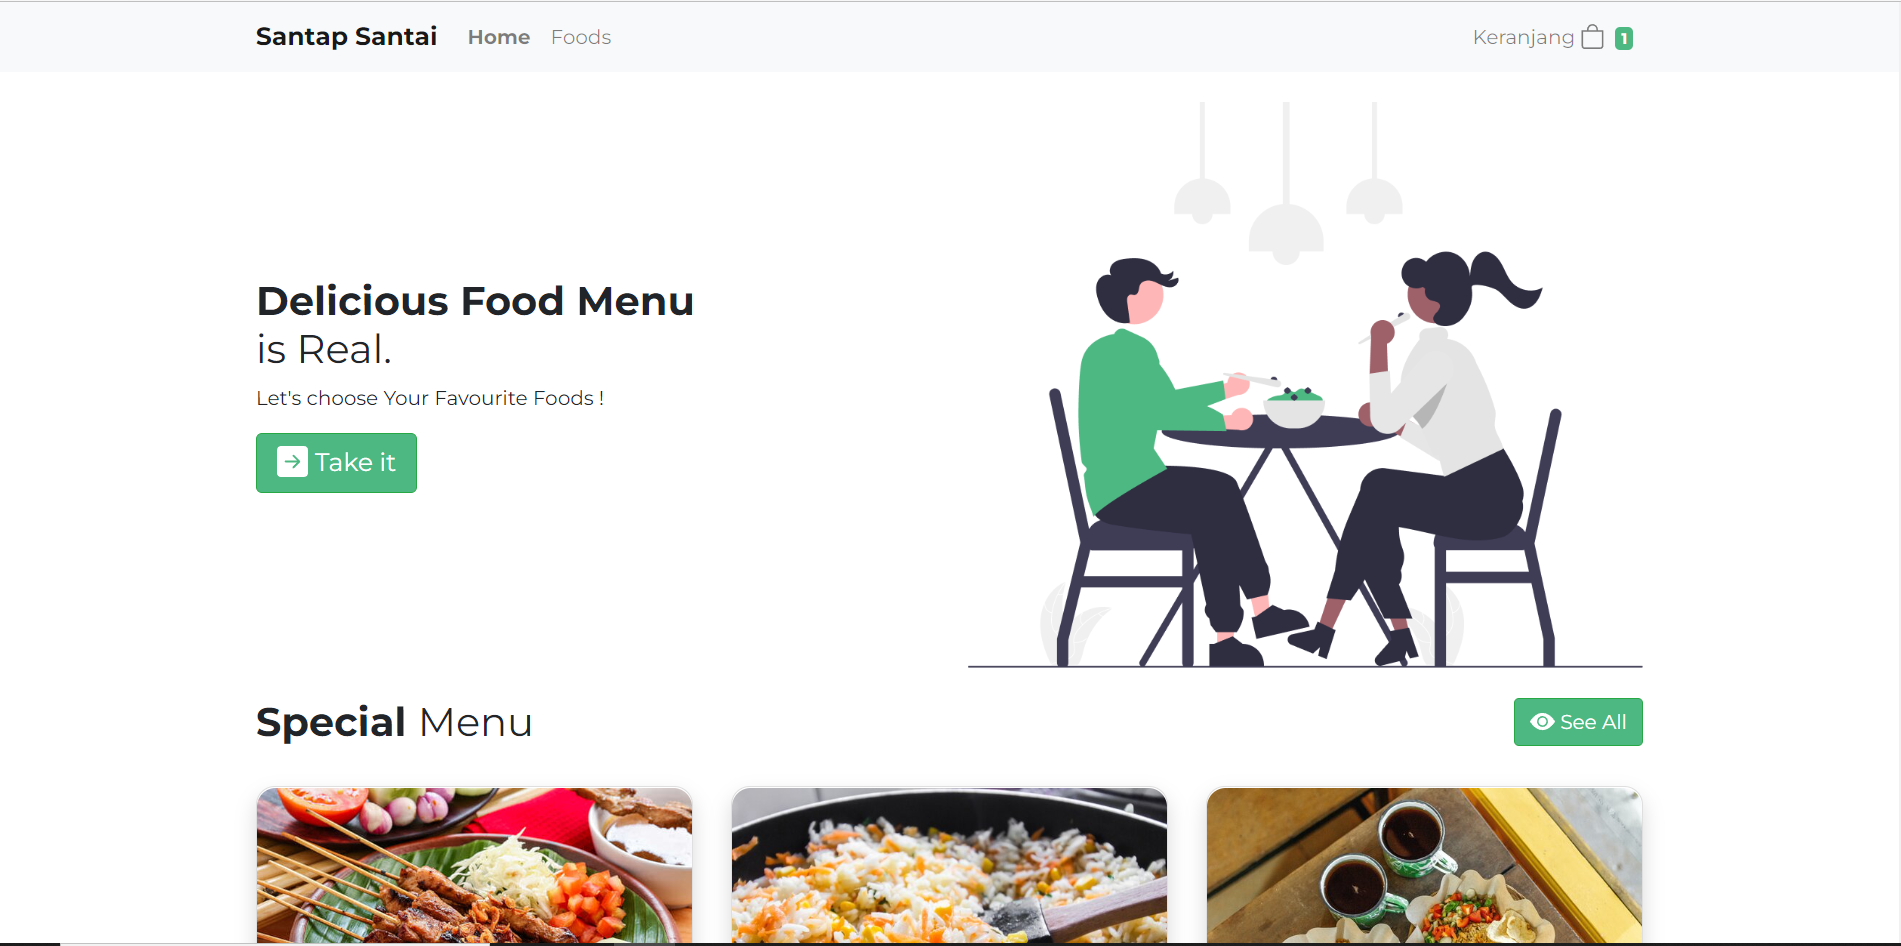 Santap Santai Home Foods Keranjang 1
Delicious Food Menu
is Real.
Let's choose Your Favourite Foods !
Take it
Special Menu
See All